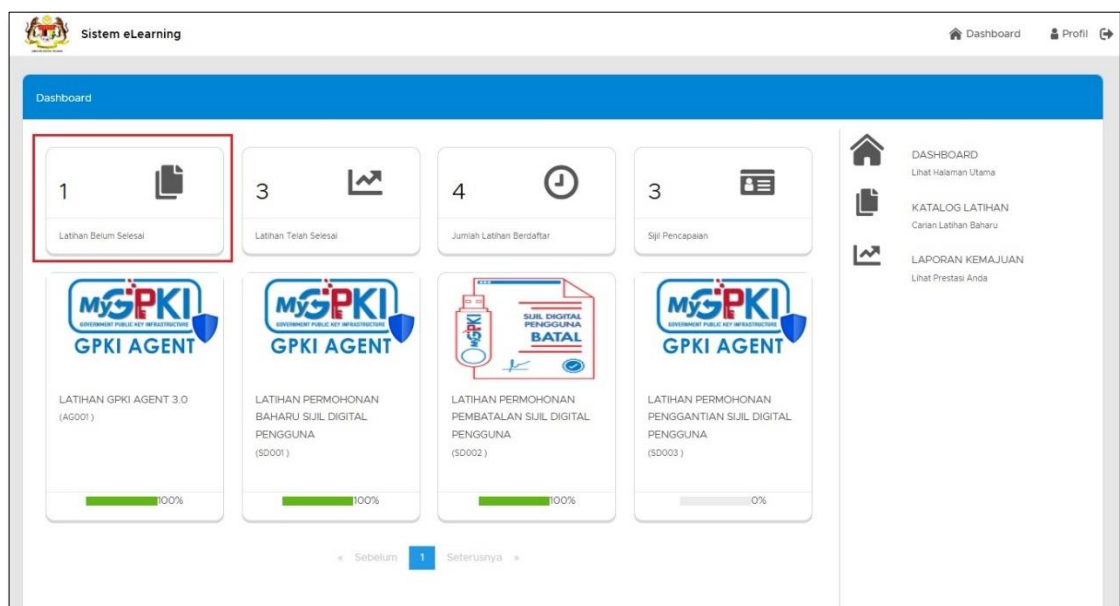 Sistem eLearning
Dashboard
Profil
Dashboard
1
Latihan Belum Selesai
3
Latihan Telah Selesai
4
Jumlah Latihan Berdaftar
3
Sijil Pencapaian
DASHBOARD
Lihat Halaman Utama
KATALOG LATIHAN
Carian Latihan Baharu
LAPORAN KEMAJUAN
Lihat Prestasi Anda
MyGPKI
GOVERNMENT PUBLIC KEY INFRASTRUCTURE
GPKI AGENT
LATIHAN GPKI AGENT 3.0
(AG001 )
100%
MyGPKI
GOVERNMENT PUBLIC KEY INFRASTRUCTURE
GPKI AGENT
LATIHAN PERMOHONAN
BAHARU SIJIL DIGITAL
PENGGUNA
(SD001 )
100%
MyGPKI
SIJIL DIGITAL
PENGGUNA
BATAL
LATIHAN PERMOHONAN
PEMBATALAN SIJIL DIGITAL
PENGGUNA
(SD002 )
100%
MyGPKI
GOVERNMENT PUBLIC KEY INFRASTRUCTURE
GPKI AGENT
LATIHAN PERMOHONAN
PENGGANTIAN SIJIL DIGITAL
PENGGUNA
(SD003 )
0%
« Sebelum 1 Seterusnya »